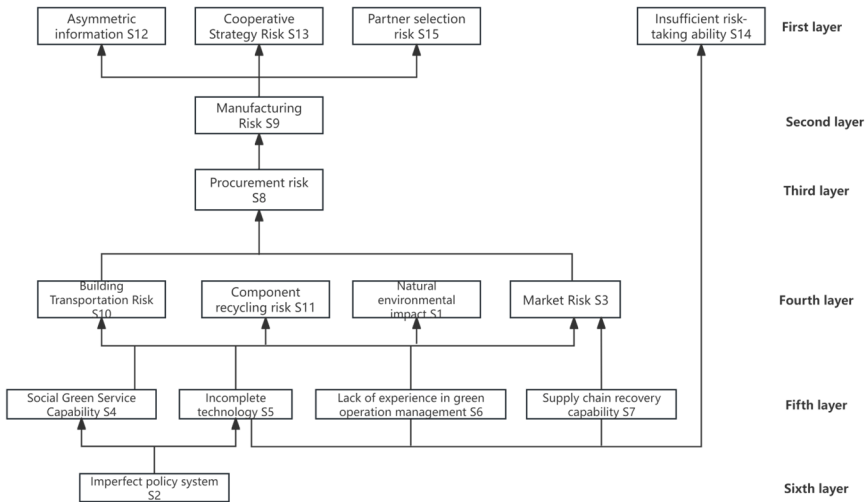 Asymmetric
information S12
Cooperative
Strategy Risk S13
Partner selection
risk S15
Insufficient risk-
taking ability S14
First layer
Manufacturing
Risk S9
Second layer
Procurement risk
S8
Third layer
Building
Transportation Risk
S10
Component
recycling risk S11
Natural
environmental
impact S1
Market Risk S3
Fourth layer
Social Green Service
Capability S4
Incomplete
technology S5
Lack of experience in green
operation management S6
Supply chain recovery
capability S7
Fifth layer
Imperfect policy system
S2
Sixth layer